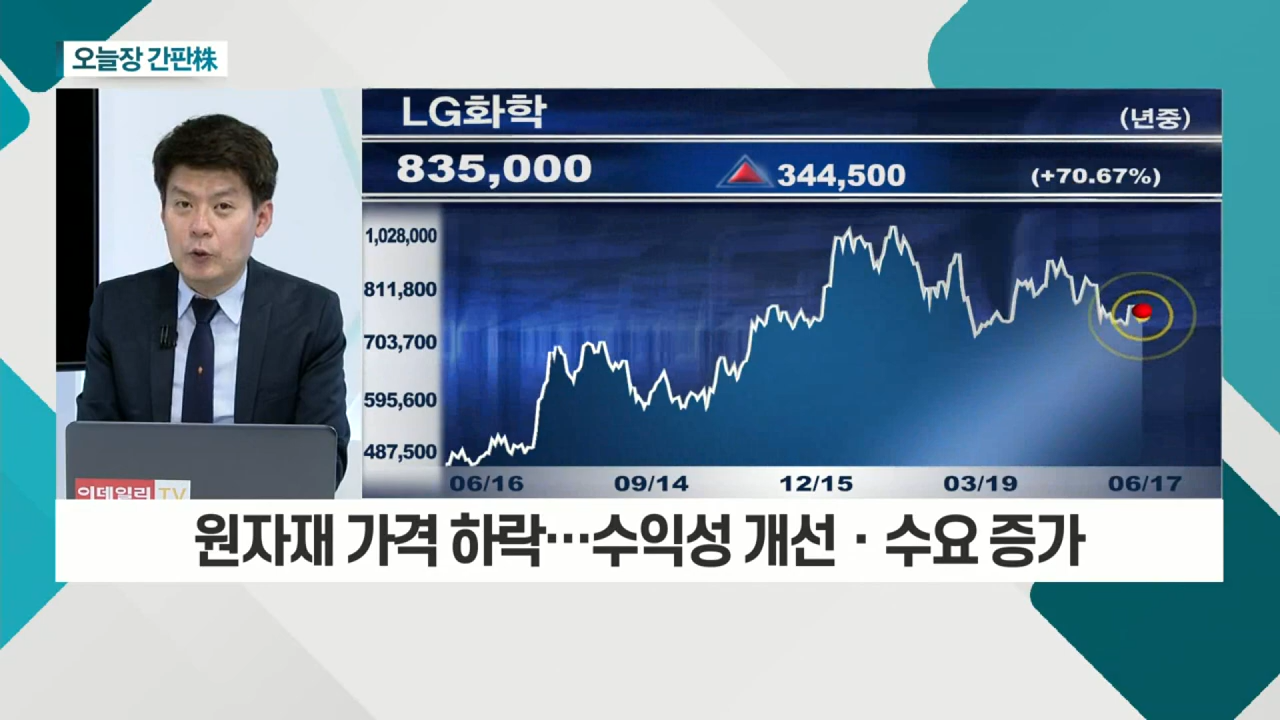 오늘장 간판株
LG화학
(년중)
835,000
344,500
(+70.67%)
1,028,000
811,800
703,700
595,600
487,500
06/16
09/14
12/15
03/19
06/17
이데일리 TV
원자재 가격 하락…수익성 개선·수요 증가